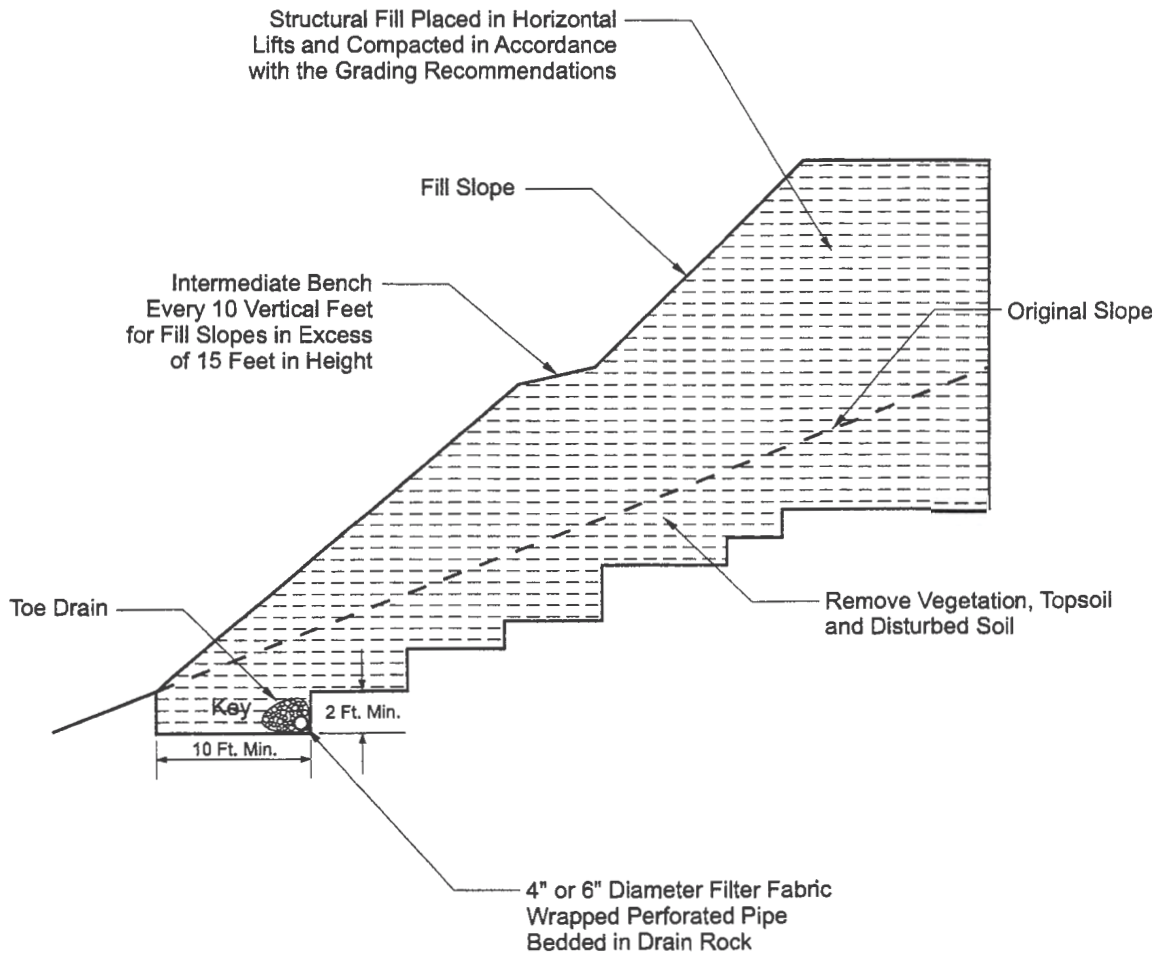 Structural Fill Placed in Horizontal
Lifts and Compacted in Accordance
with the Grading Recommendations
Fill Slope
Intermediate Bench
Every 10 Vertical Feet
for Fill Slopes in Excess
of 15 Feet in Height
Original Slope
Toe Drain
Remove Vegetation, Topsoil
and Disturbed Soil
Key
2 Ft. Min.
10 Ft. Min.
4" or 6" Diameter Filter Fabric
Wrapped Perforated Pipe
Bedded in Drain Rock